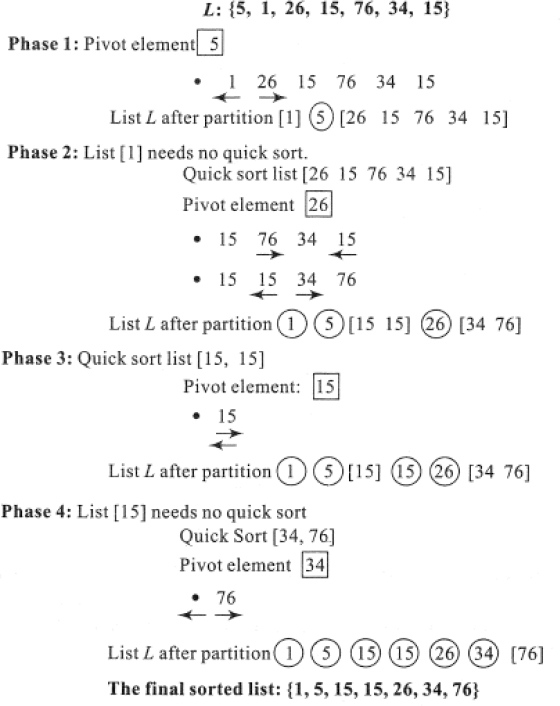 L: {5, 1, 26, 15, 76, 34, 15}
Phase 1: Pivot element 5
• 1 26 15 76 34 15
List L after partition [1] 5 [26 15 76 34 15]
Phase 2: List [1] needs no quick sort.
Quick sort list [26 15 76 34 15]
Pivot element 26
• 15 76 34 15
• 15 15 34 76
List L after partition 1 5 [15 15] 26 [34 76]
Phase 3: Quick sort list [15, 15]
Pivot element: 15
• 15
List L after partition 1 5 [15] 15 26 [34 76]
Phase 4: List [15] needs no quick sort
Quick Sort [34, 76]
Pivot element 34
• 76
List L after partition 1 5 15 15 26 34 [76]
The final sorted list: {1, 5, 15, 15, 26, 34, 76}